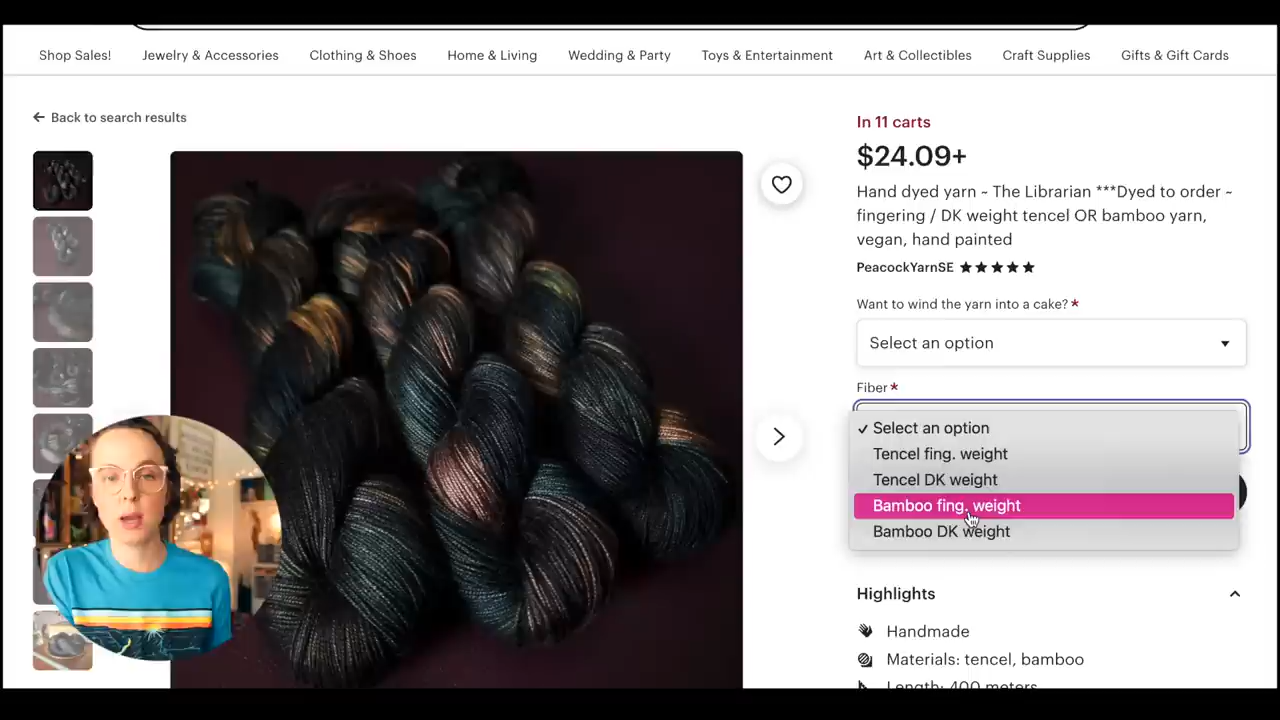 Shop Sales!
Jewelry & Accessories
Clothing & Shoes
Home & Living
Wedding & Party
Toys & Entertainment
Art & Collectibles
Craft Supplies
Gifts & Gift Cards
Back to search results
In 11 carts
$24.09+
Hand dyed yarn ~ The Librarian ***Dyed to order ~
fingering / DK weight tencel OR bamboo yarn,
vegan, hand painted
PeacockYarnSE ★★★★★
Want to wind the yarn into a cake? *
Select an option
Fiber *
✓ Select an option
Tencel fing. weight
Tencel DK weight
Bamboo fing. weight
Bamboo DK weight
Highlights
Handmade
Materials: tencel, bamboo
Length: 400 meters